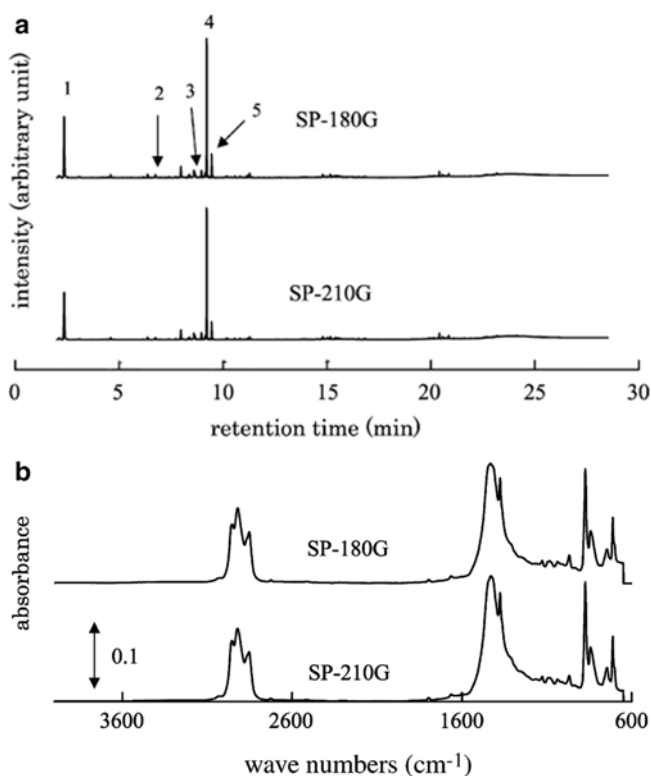 a
4
1
2
3
5
SP-180G
SP-210G
intensity (arbitrary unit)
0 5 10 15 20 25 30
retention time (min)
b
SP-180G
SP-210G
0.1
absorbance
3600 2600 1600 600
wave numbers (cm⁻¹)